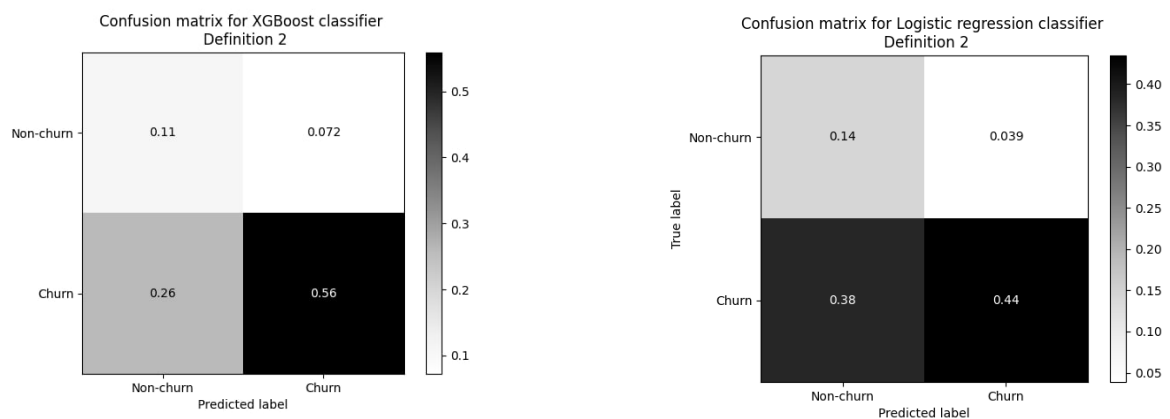 Confusion matrix for XGBoost classifier
Definition 2
Non-churn
0.11
0.072
Churn
0.26
0.56
Non-churn
Churn
Predicted label
0.5
0.4
0.3
0.2
0.1
Confusion matrix for Logistic regression classifier
Definition 2
True label
Non-churn
0.14
0.039
Churn
0.38
0.44
Non-churn
Churn
Predicted label
0.40
0.35
0.30
0.25
0.20
0.15
0.10
0.05